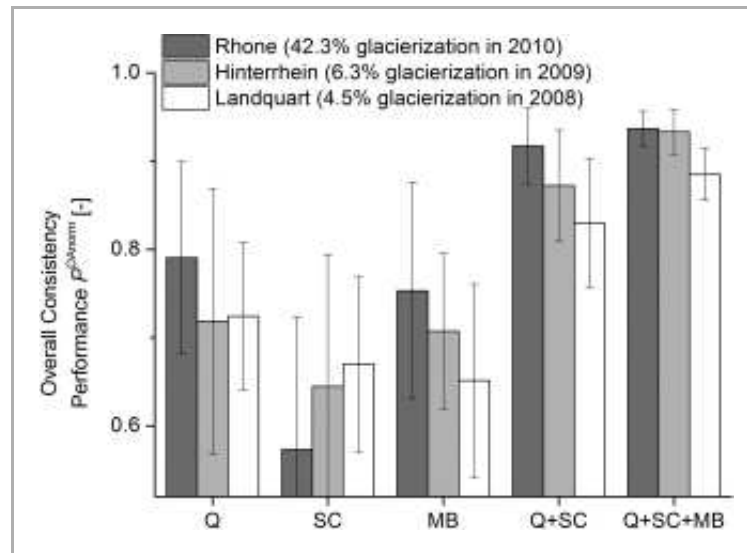 Rhone (42.3% glacierization in 2010)
Hinterrhein (6.3% glacierization in 2009)
Landquart (4.5% glacierization in 2008)
1.0
0.8
0.6
Overall Consistency
Performance P^OAnorm [-]
Q SC MB Q+SC Q+SC+MB